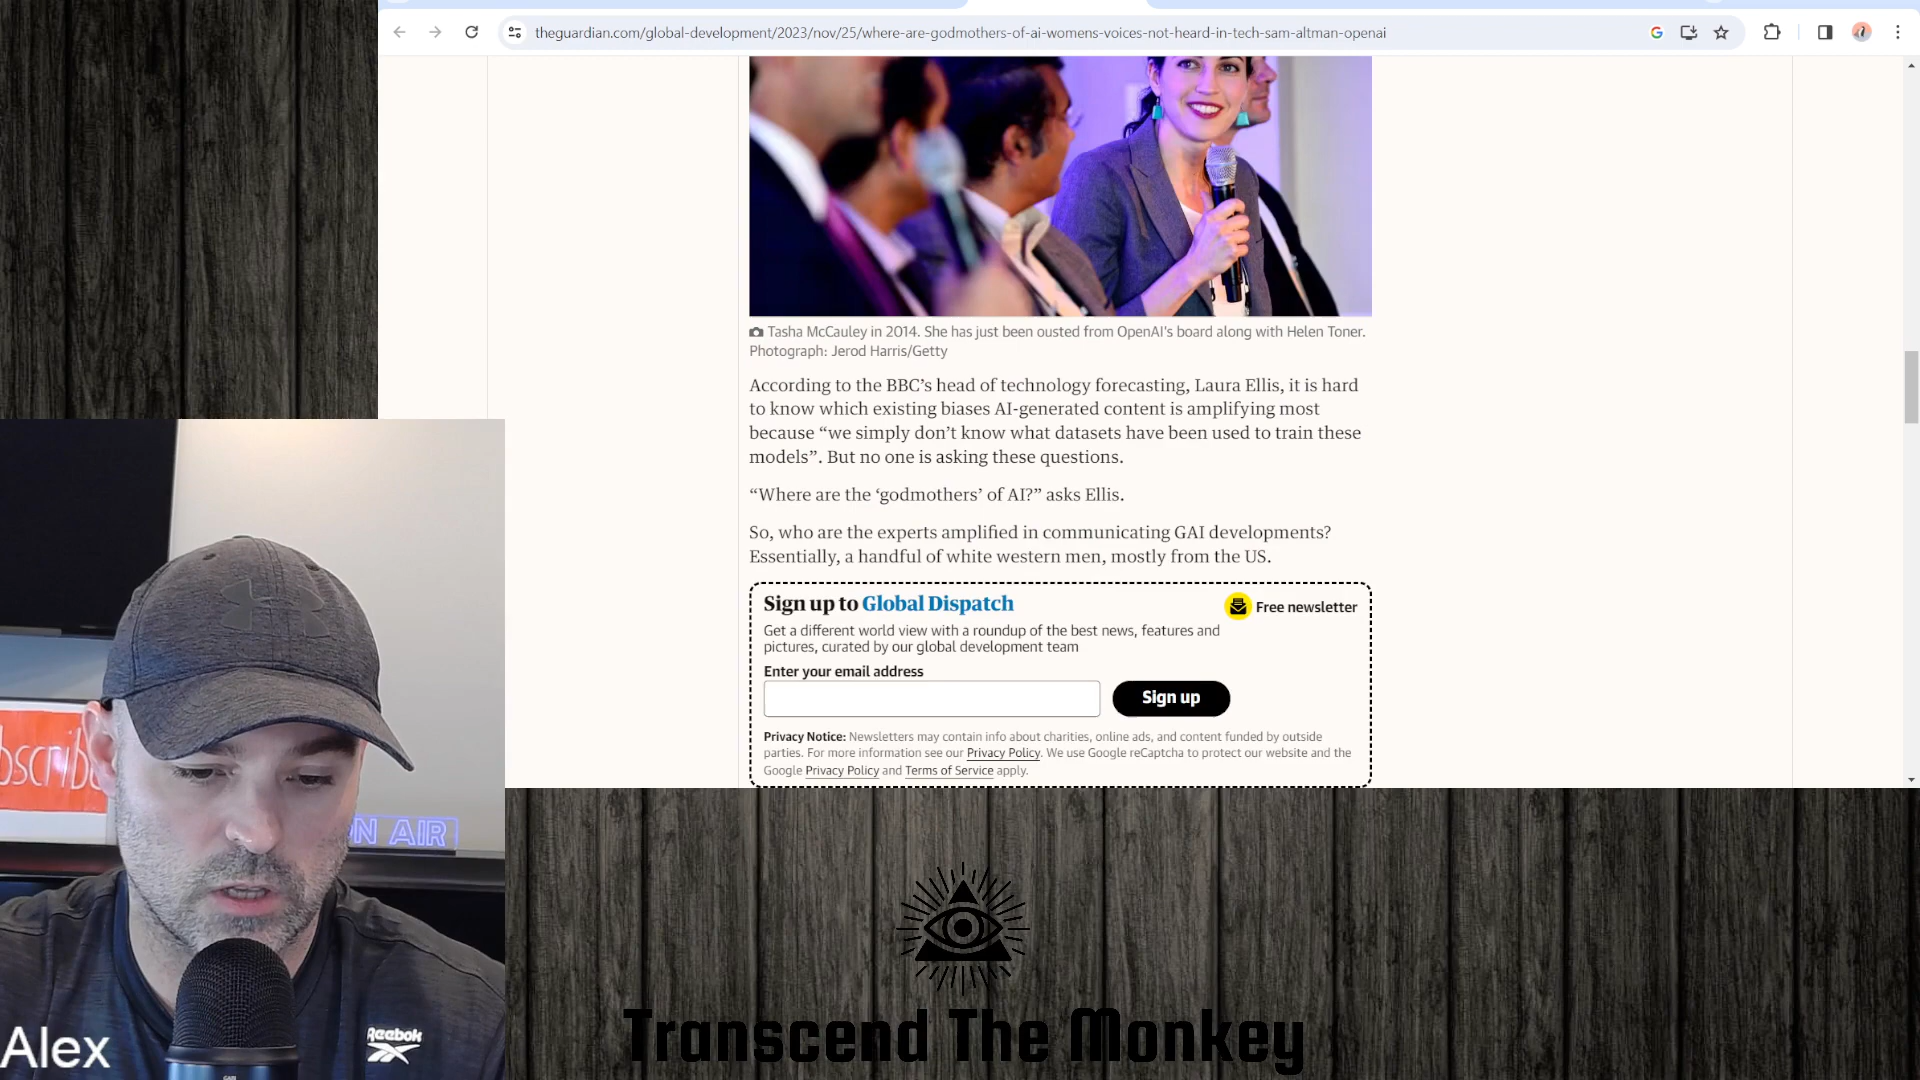 theguardian.com/global-development/2023/nov/25/where-are-godmothers-of-ai-womens-voices-not-heard-in-tech-sam-altman-openai
Tasha McCauley in 2014. She has just been ousted from OpenAI's board along with Helen Toner.
Photograph: Jerod Harris/Getty
According to the BBC’s head of technology forecasting, Laura Ellis, it is hard
to know which existing biases AI-generated content is amplifying most
because “we simply don’t know what datasets have been used to train these
models”. But no one is asking these questions.
“Where are the ‘godmothers’ of AI?” asks Ellis.
So, who are the experts amplified in communicating GAI developments?
Essentially, a handful of white western men, mostly from the US.
Sign up to Global Dispatch
Free newsletter
Get a different world view with a roundup of the best news, features and
pictures, curated by our global development team
Enter your email address
Sign up
Privacy Notice: Newsletters may contain info about charities, online ads, and content funded by outside
parties. For more information see our Privacy Policy. We use Google reCaptcha to protect our website and the
Google Privacy Policy and Terms of Service apply.
AIR
Reebok
Alex
Transcend The Monkey